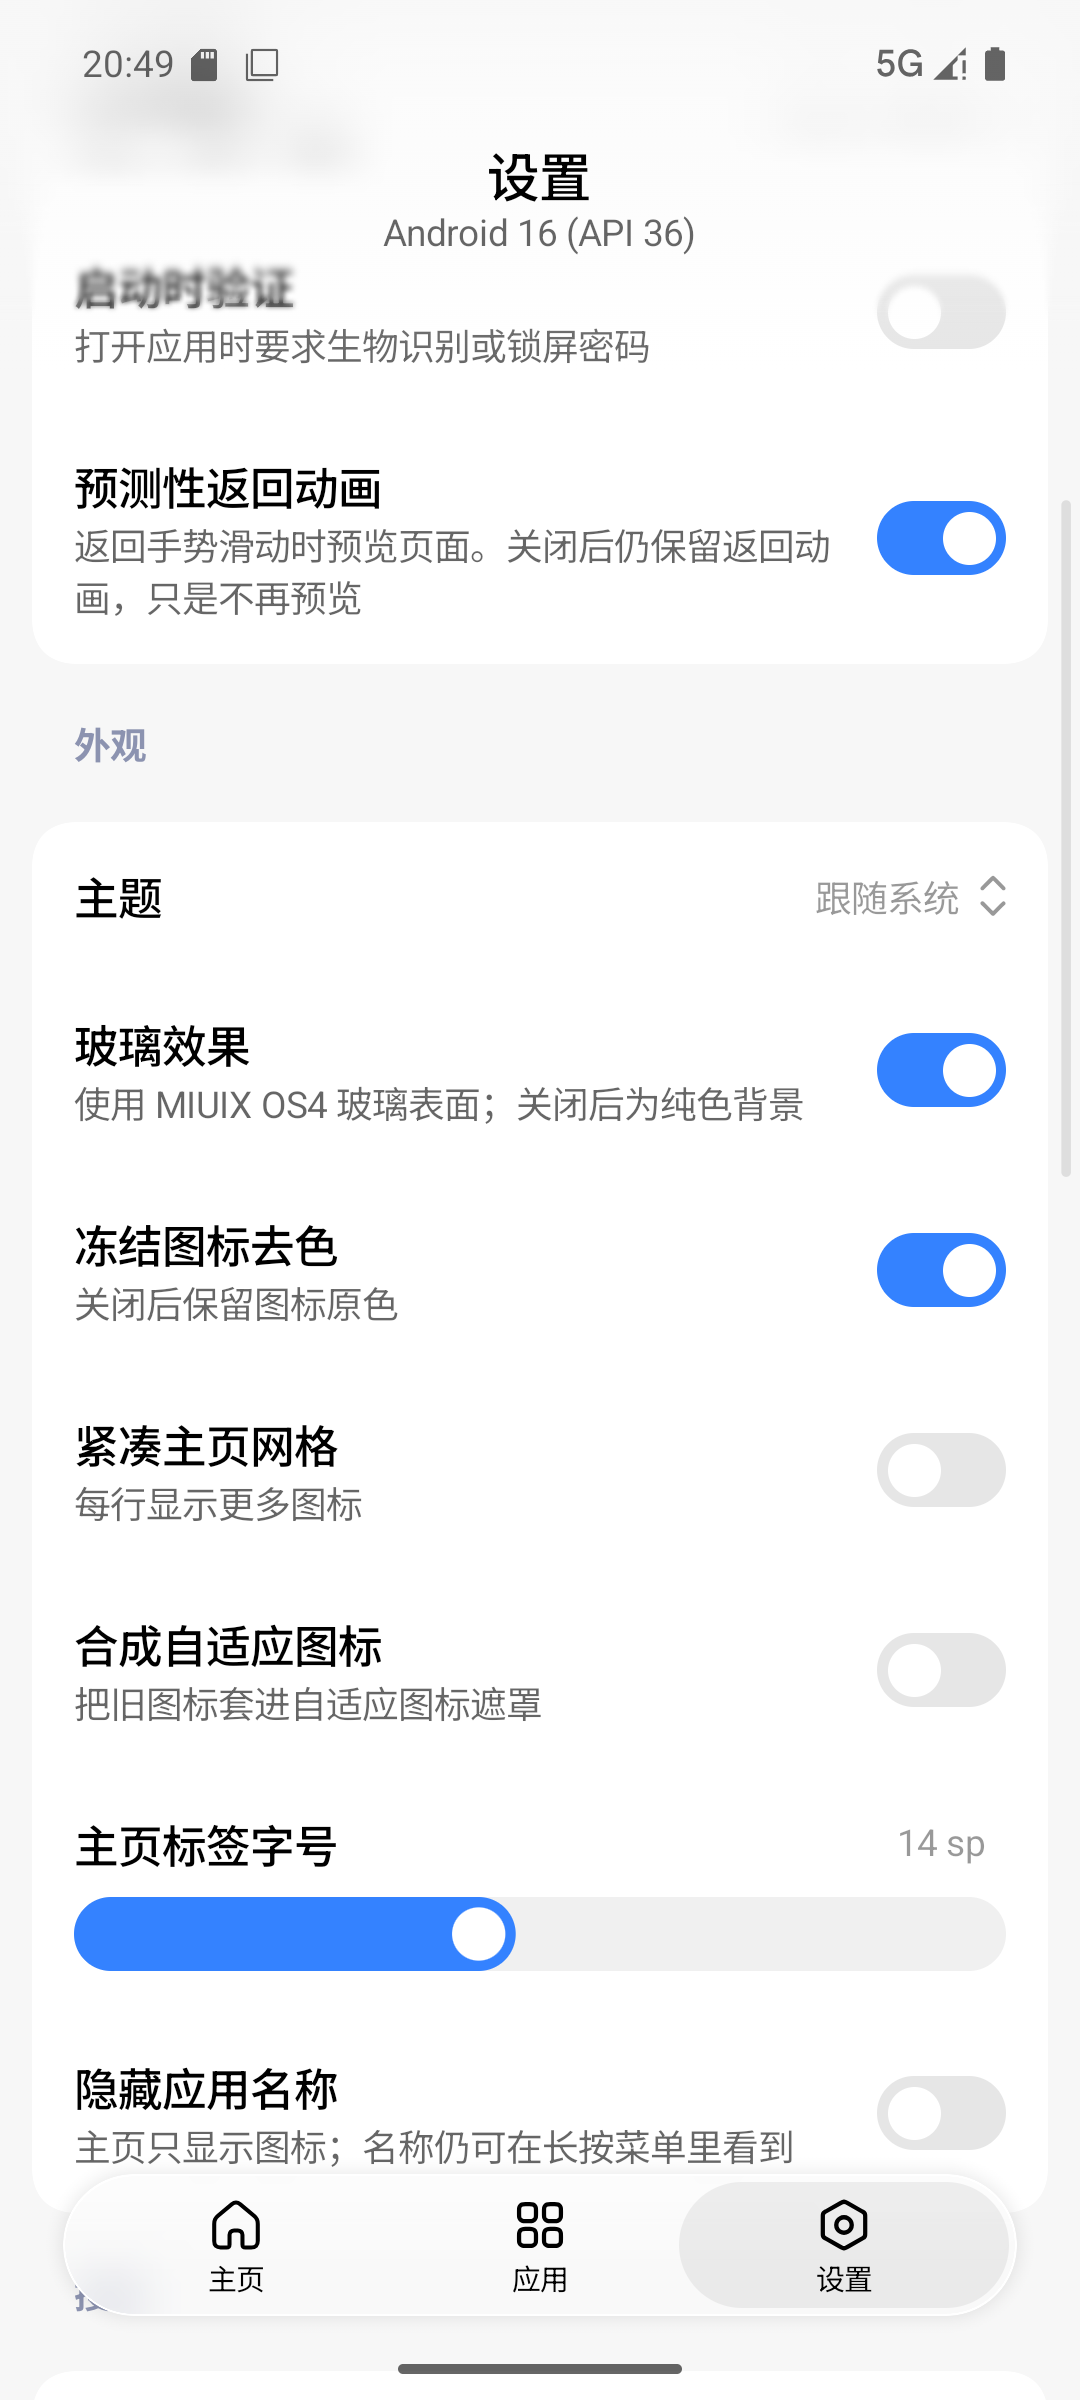 20:49
5G
设置
Android 16 (API 36)
启动时验证
打开应用时要求生物识别或锁屏密码
预测性返回动画
返回手势滑动时预览页面。关闭后仍保留返回动
画，只是不再预览
外观
主题
跟随系统
玻璃效果
使用 MIUIX OS4 玻璃表面；关闭后为纯色背景
冻结图标去色
关闭后保留图标原色
紧凑主页网格
每行显示更多图标
合成自适应图标
把旧图标套进自适应图标遮罩
主页标签字号
14 sp
隐藏应用名称
主页只显示图标；名称仍可在长按菜单里看到
主页
应用
设置